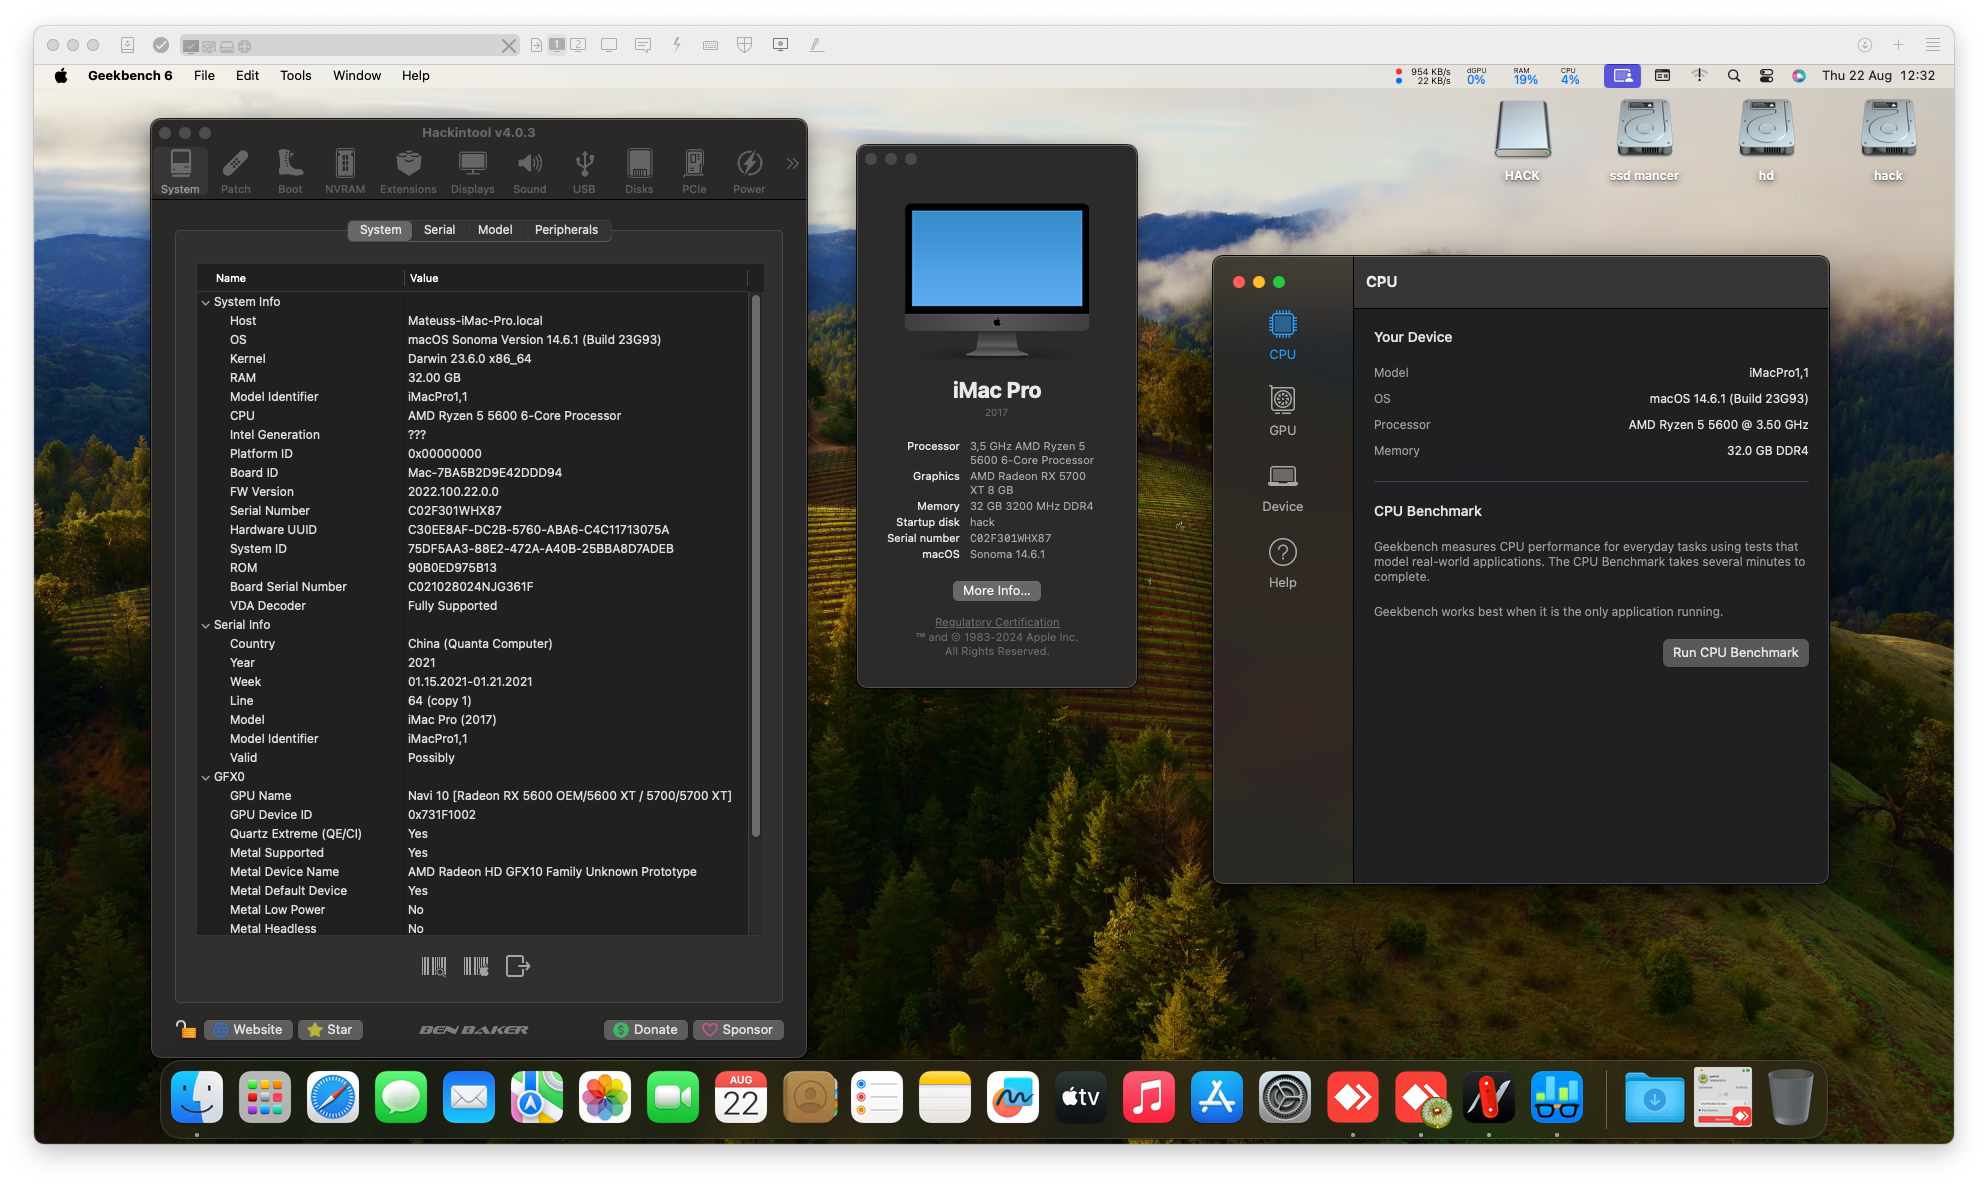 1
2
Geekbench 6 File Edit Tools Window Help
954 KB/s
22 KB/s
dGPU
0%
RAM
19%
CPU
4%
Thu 22 Aug 12:32
HACK
ssd mancer
hd
hack
Hackintool v4.0.3
System Patch Boot NVRAM Extensions Displays Sound USB Disks PCIe Power
System Serial Model Peripherals
Name Value
System Info
Host Mateuss-iMac-Pro.local
OS macOS Sonoma Version 14.6.1 (Build 23G93)
Kernel Darwin 23.6.0 x86_64
RAM 32.00 GB
Model Identifier iMacPro1,1
CPU AMD Ryzen 5 5600 6-Core Processor
Intel Generation ???
Platform ID 0x00000000
Board ID Mac-7BA5B2D9E42DDD94
FW Version 2022.100.22.0.0
Serial Number C02F301WHX87
Hardware UUID C30EE8AF-DC2B-5760-ABA6-C4C11713075A
System ID 75DF5AA3-88E2-472A-A40B-25BBA8D7ADEB
ROM 90B0ED975B13
Board Serial Number C021028024NJG361F
VDA Decoder Fully Supported
Serial Info
Country China (Quanta Computer)
Year 2021
Week 01.15.2021-01.21.2021
Line 64 (copy 1)
Model iMac Pro (2017)
Model Identifier iMacPro1,1
Valid Possibly
GFX0
GPU Name Navi 10 [Radeon RX 5600 OEM/5600 XT / 5700/5700 XT]
GPU Device ID 0x731F1002
Quartz Extreme (QE/CI) Yes
Metal Supported Yes
Metal Device Name AMD Radeon HD GFX10 Family Unknown Prototype
Metal Default Device Yes
Metal Low Power No
Metal Headless No
Website Star BEN BAKER Donate Sponsor
iMac Pro
2017
Processor 3,5 GHz AMD Ryzen 5
5600 6-Core Processor
Graphics AMD Radeon RX 5700
XT 8 GB
Memory 32 GB 3200 MHz DDR4
Startup disk hack
Serial number C02F301WHX87
macOS Sonoma 14.6.1
More Info...
Regulatory Certification
™ and © 1983-2024 Apple Inc.
All Rights Reserved.
CPU
GPU
Device
Help
CPU
Your Device
Model iMacPro1,1
OS macOS 14.6.1 (Build 23G93)
Processor AMD Ryzen 5 5600 @ 3.50 GHz
Memory 32.0 GB DDR4
CPU Benchmark
Geekbench measures CPU performance for everyday tasks using tests that
model real-world applications. The CPU Benchmark takes several minutes to
complete.
Geekbench works best when it is the only application running.
Run CPU Benchmark
AUG
22
tv